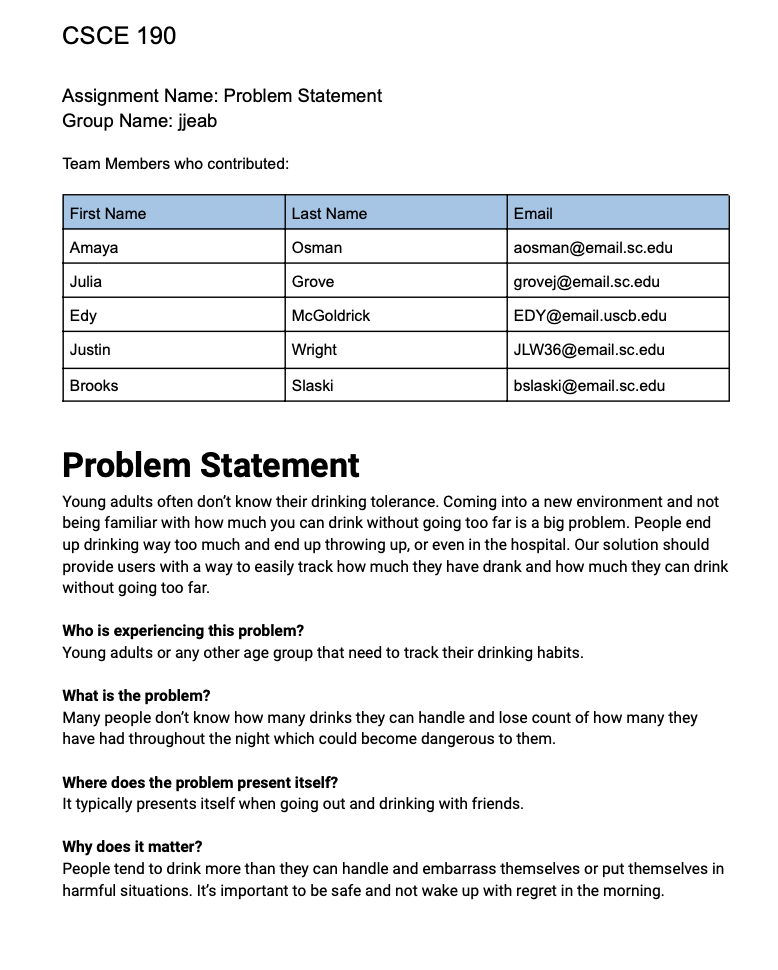 CSCE 190
Assignment Name: Problem Statement
Group Name: jjeab
Team Members who contributed:
First Name Last Name Email
Amaya Osman aosman@email.sc.edu
Julia Grove grovej@email.sc.edu
Edy McGoldrick EDY@email.uscb.edu
Justin Wright JLW36@email.sc.edu
Brooks Slaski bslaski@email.sc.edu
Problem Statement
Young adults often don’t know their drinking tolerance. Coming into a new environment and not
being familiar with how much you can drink without going too far is a big problem. People end
up drinking way too much and end up throwing up, or even in the hospital. Our solution should
provide users with a way to easily track how much they have drank and how much they can drink
without going too far.
Who is experiencing this problem?
Young adults or any other age group that need to track their drinking habits.
What is the problem?
Many people don’t know how many drinks they can handle and lose count of how many they
have had throughout the night which could become dangerous to them.
Where does the problem present itself?
It typically presents itself when going out and drinking with friends.
Why does it matter?
People tend to drink more than they can handle and embarrass themselves or put themselves in
harmful situations. It’s important to be safe and not wake up with regret in the morning.